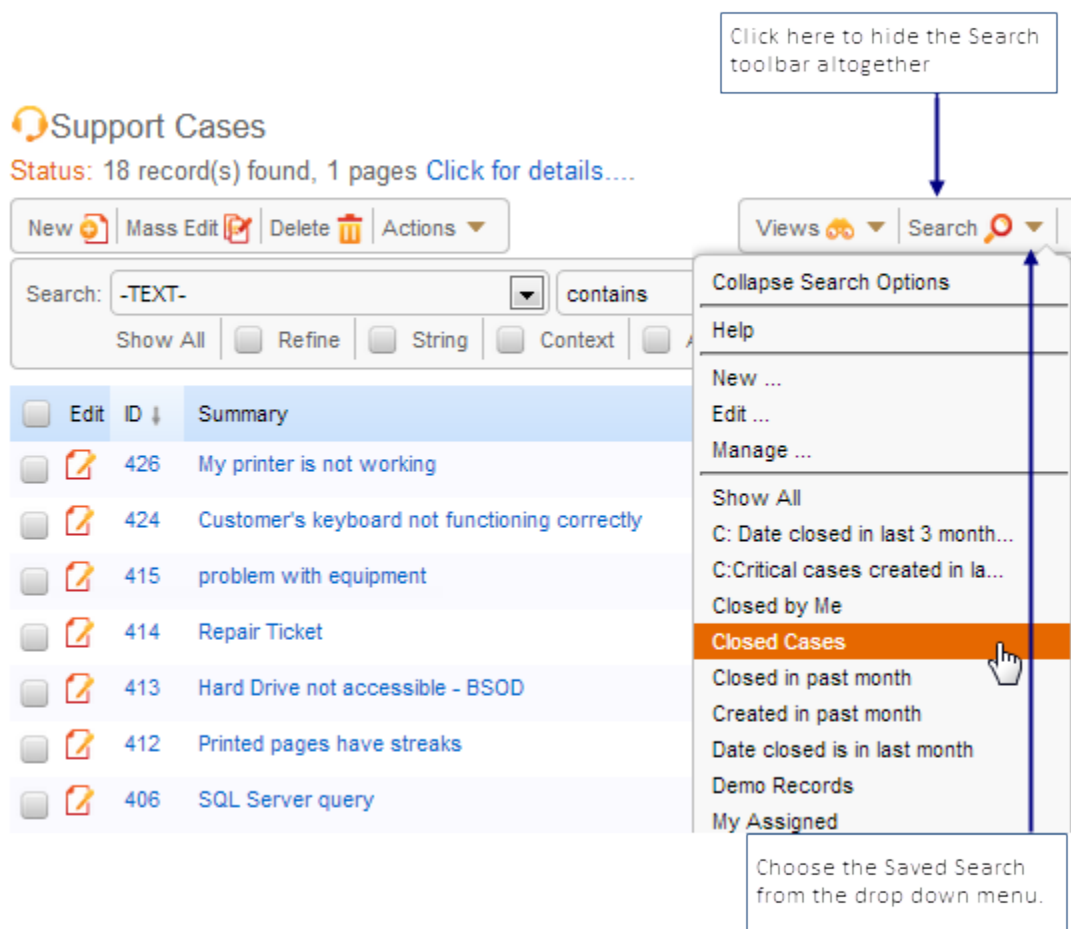 Click here to hide the Search
toolbar altogether
Support Cases
Status: 18 record(s) found, 1 pages Click for details....
New Mass Edit Delete Actions
Views Search
Search: -TEXT- contains
Show All Refine String Context
Collapse Search Options
Help
New ...
Edit ...
Manage ...
Show All
C: Date closed in last 3 month...
C:Critical cases created in la...
Closed by Me
Closed Cases
Closed in past month
Created in past month
Date closed is in last month
Demo Records
My Assigned
Edit ID Summary
426 My printer is not working
424 Customer's keyboard not functioning correctly
415 problem with equipment
414 Repair Ticket
413 Hard Drive not accessible - BSOD
412 Printed pages have streaks
406 SQL Server query
Choose the Saved Search
from the drop down menu.